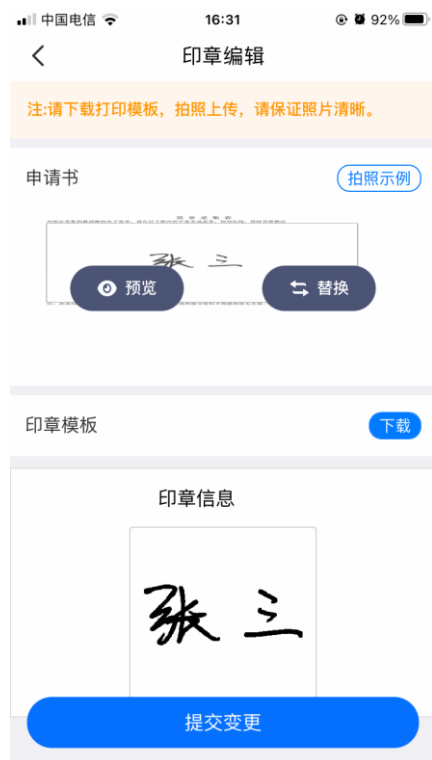 中国电信 16:31 92%
印章编辑
注:请下载打印模板，拍照上传，请保证照片清晰。
申请书 拍照示例
张三
预览 替换
印章模板 下载
印章信息
张三
提交变更